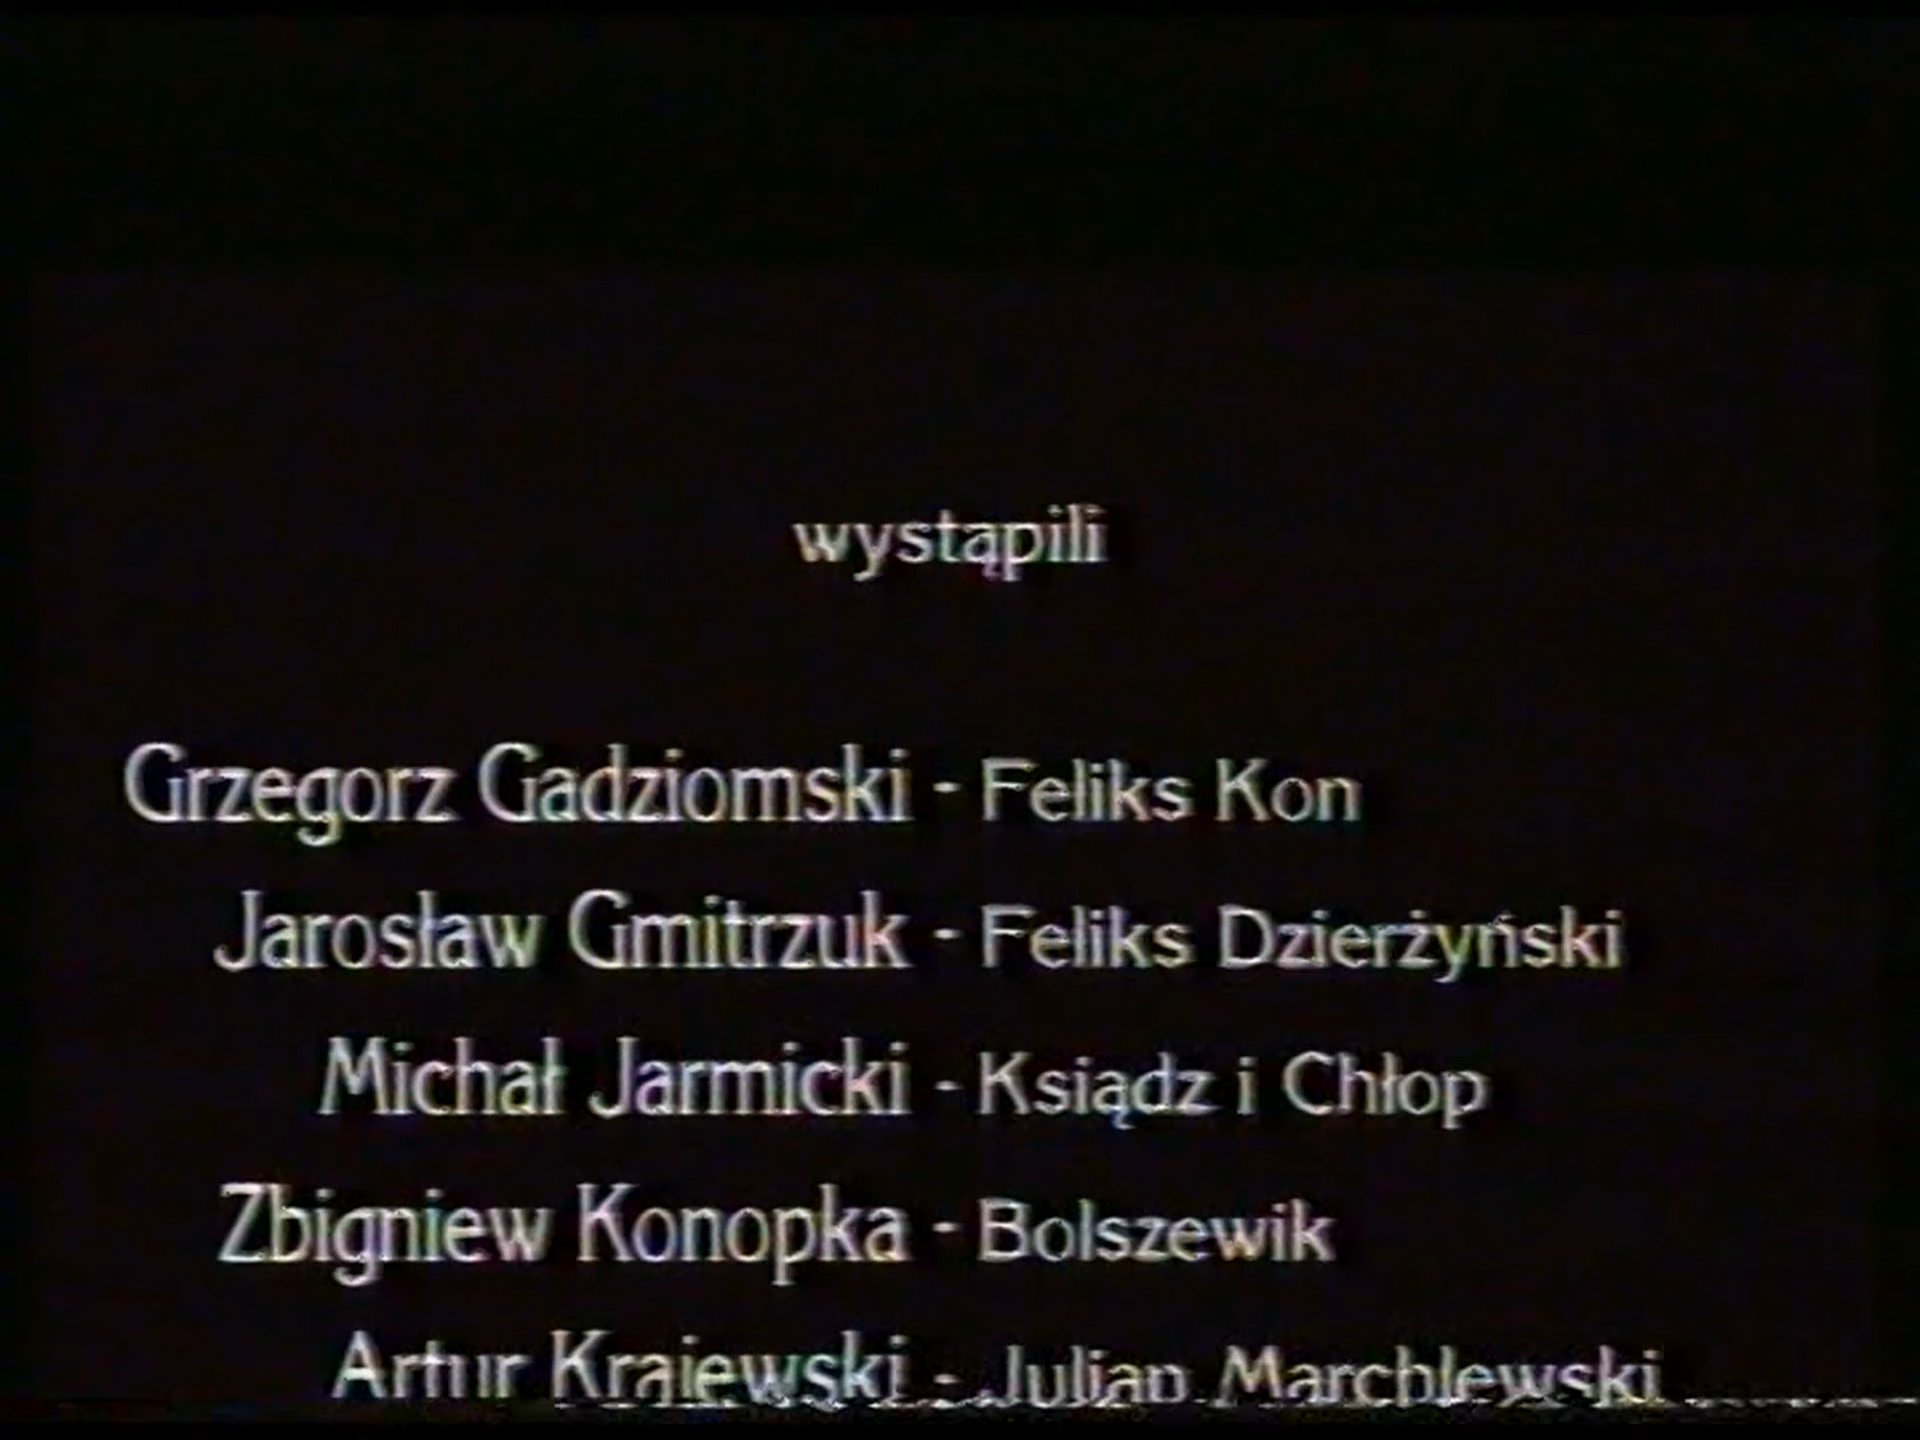 wystąpili
Grzegorz Gadziomski - Feliks Kon
Jarosław Gmitrzuk - Feliks Dzierżyński
Michał Jarmicki - Ksiądz i Chłop
Zbigniew Konopka - Bolszewik
Artur Krajewski - Julian Marchlewski